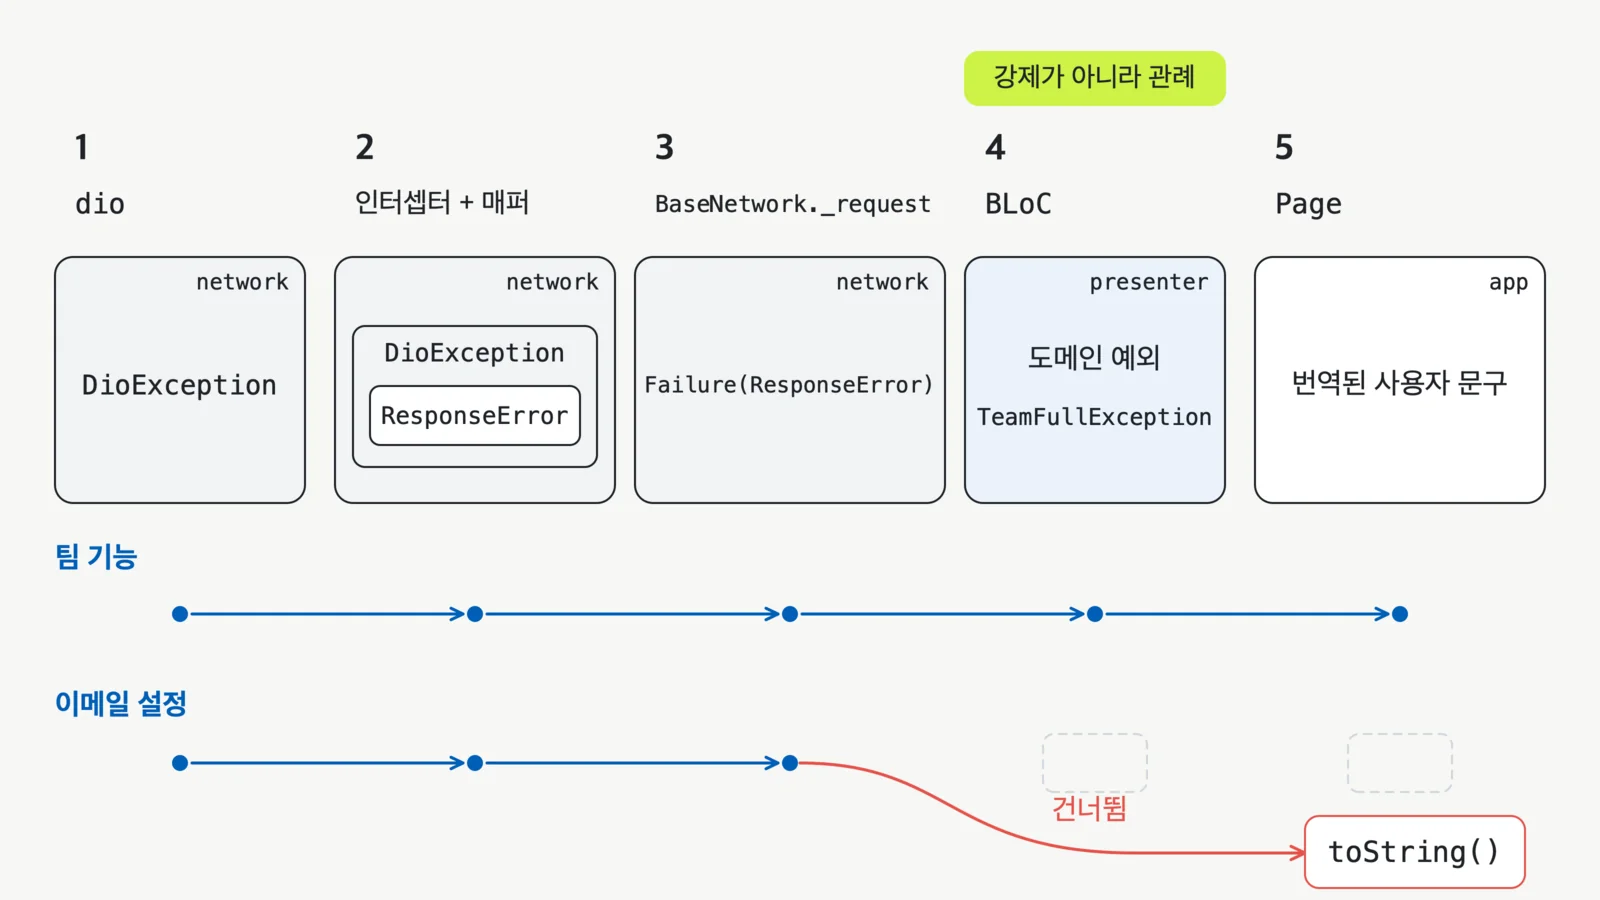 강제가 아니라 관례
1
dio
2
인터셉터 + 매퍼
3
BaseNetwork._request
4
BLoC
5
Page
network
DioException
network
DioException
ResponseError
network
Failure(ResponseError)
presenter
도메인 예외
TeamFullException
app
번역된 사용자 문구
팀 기능
이메일 설정
건너뜀
toString()